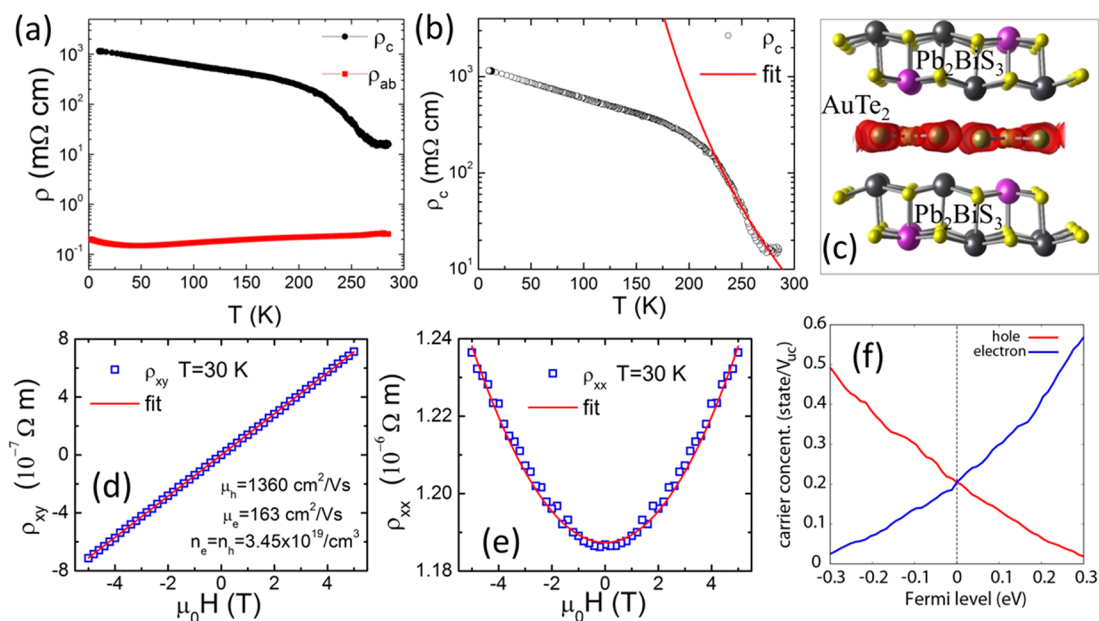 (a)
ρc
ρab
10³
10²
10¹
10⁰
10⁻¹
ρ (mΩ cm)
0 50 100 150 200 250 300
T (K)
(b)
ρc
fit
10³
10²
10¹
ρc (mΩ cm)
0 50 100 150 200 250 300
T (K)
Pb₂BiS₃
AuTe₂
Pb₂BiS₃
(c)
8
4
0
-4
-8
ρxy (10⁻⁷ Ω m)
ρxy T=30 K
fit
(d)
μh=1360 cm²/Vs
μe=163 cm²/Vs
ne=nh=3.45x10¹⁹/cm³
-4 -2 0 2 4
μ₀H (T)
1.24
1.22
1.20
1.18
ρxx (10⁻⁶ Ω m)
ρxx T=30 K
fit
(e)
-4 -2 0 2 4
μ₀H (T)
0.6
0.5
0.4
0.3
0.2
0.1
0
carrier concent. (state/Vuc)
(f)
hole
electron
-0.3 -0.2 -0.1 0 0.1 0.2 0.3
Fermi level (eV)